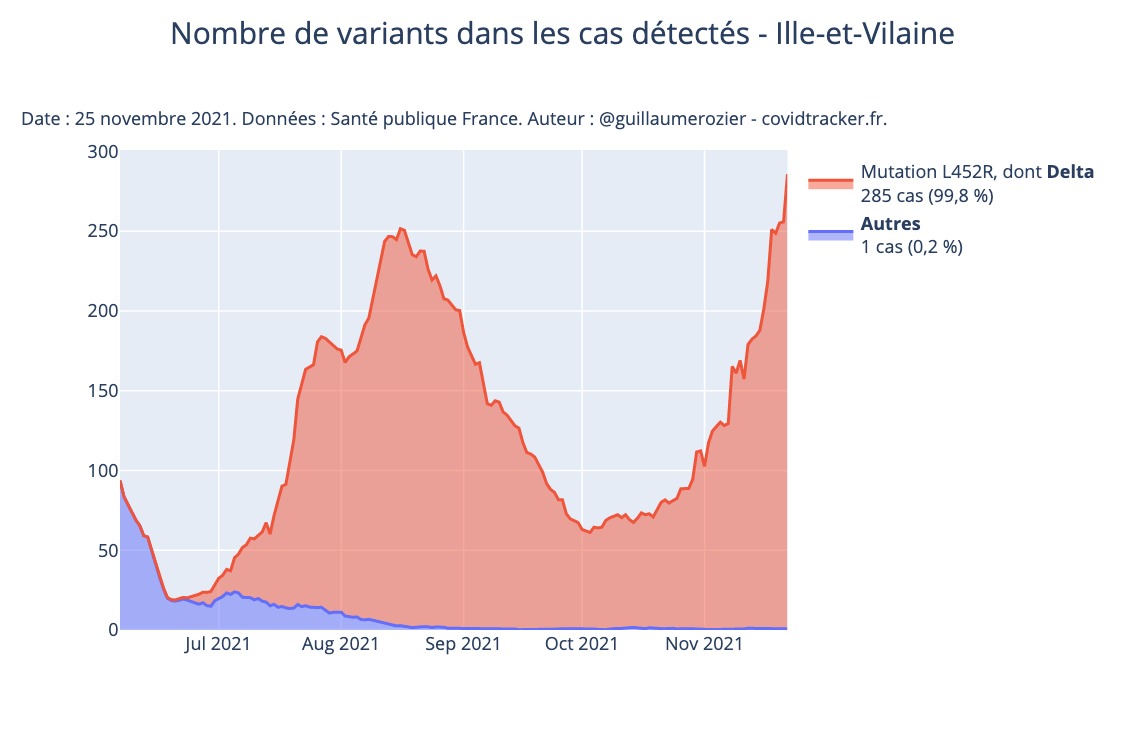 Nombre de variants dans les cas détectés - Ille-et-Vilaine
Date : 25 novembre 2021. Données : Santé publique France. Auteur : @guillaumerozier - covidtracker.fr.
300
250
200
150
100
50
0
Jul 2021
Aug 2021
Sep 2021
Oct 2021
Nov 2021
Mutation L452R, dont Delta
285 cas (99,8 %)
Autres
1 cas (0,2 %)